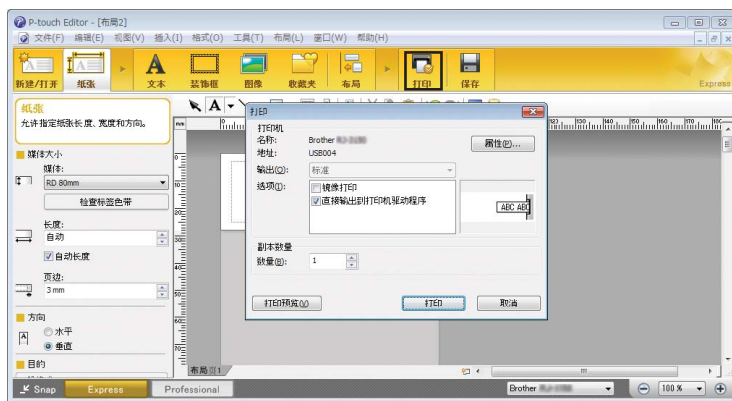 P-touch Editor - [布局2]
文件(F) 编辑(E) 视图(V) 插入(I) 格式(O) 工具(T) 布局(L) 窗口(W) 帮助(H)
新建/打开 纸张 文本 装饰框 图像 收藏夹 布局 打印 保存 Express
纸张
允许指定纸张长度、宽度和方向。
媒体大小
媒体:
RD 80mm
检查标签色带
长度:
自动
自动长度
页边:
3 mm
方向
水平
垂直
目的
打印
打印机
名称: Brother
地址: USB004
属性(P)...
输出(O): 标准
选项(I): 镜像打印
直接输出到打印机驱动程序
ABC ABC
副本数量
数量(B): 1
打印预览(V) 打印 取消
布局页1
Snap Express Professional Brother 100 %